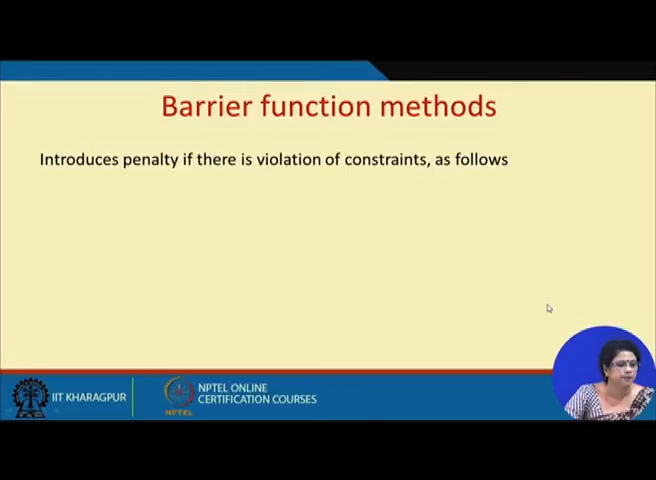 Barrier function methods
Introduces penalty if there is violation of constraints, as follows
IIT KHARAGPUR
NPTEL
NPTEL ONLINE
CERTIFICATION COURSES